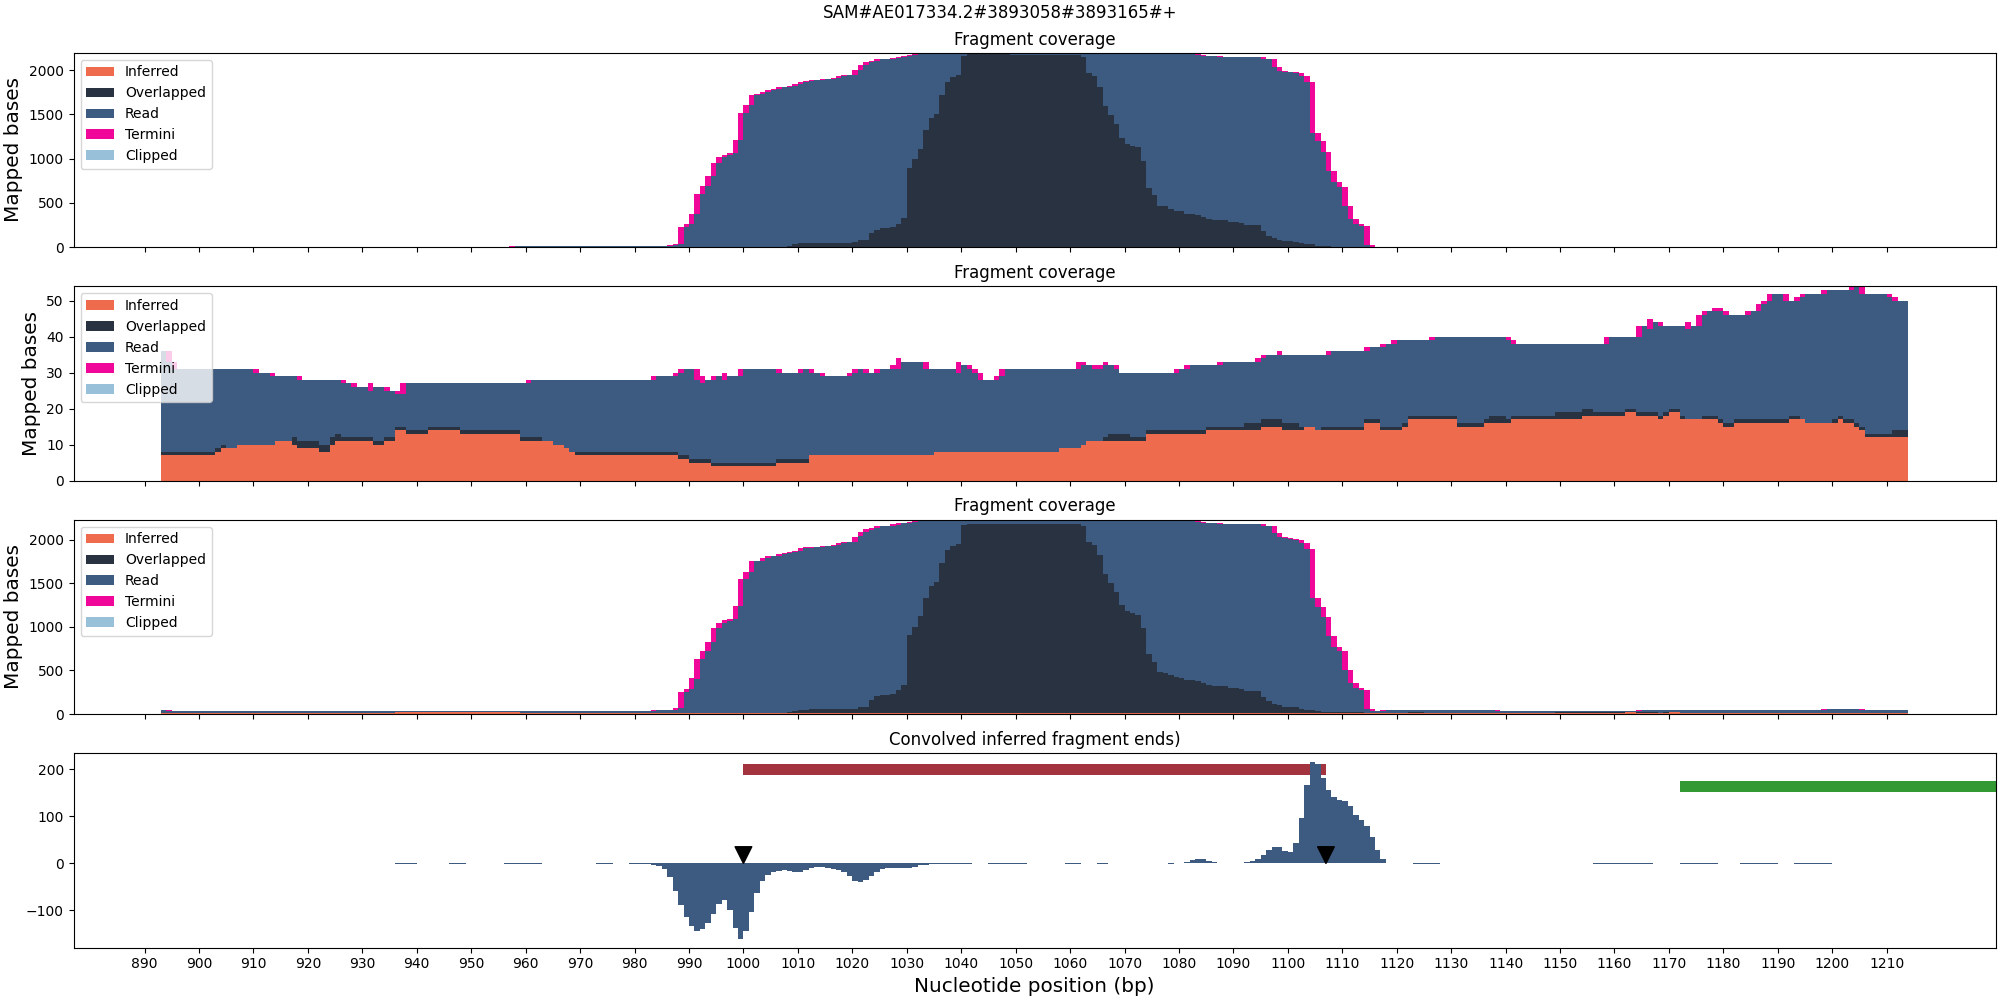 SAM#AE017334.2#3893058#3893165#+
Fragment coverage
Mapped bases
2000
1500
1000
500
0
Inferred
Overlapped
Read
Termini
Clipped
Fragment coverage
Mapped bases
50
40
30
20
10
0
Inferred
Overlapped
Read
Termini
Clipped
Fragment coverage
Mapped bases
2000
1500
1000
500
0
Inferred
Overlapped
Read
Termini
Clipped
Convolved inferred fragment ends)
200
100
0
−100
890 900 910 920 930 940 950 960 970 980 990 1000 1010 1020 1030 1040 1050 1060 1070 1080 1090 1100 1110 1120 1130 1140 1150 1160 1170 1180 1190 1200 1210
Nucleotide position (bp)